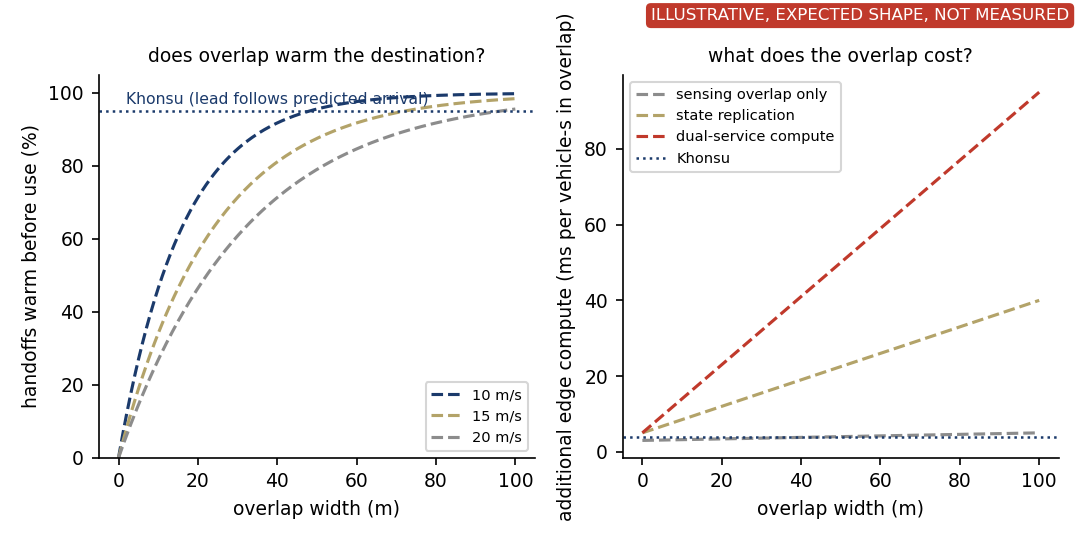 ILLUSTRATIVE, EXPECTED SHAPE, NOT MEASURED
does overlap warm the destination?
handoffs warm before use (%)
100
80
60
40
20
0
Khonsu (lead follows predicted arrival)
10 m/s
15 m/s
20 m/s
0 20 40 60 80 100
overlap width (m)
what does the overlap cost?
additional edge compute (ms per vehicle-s in overlap)
80
60
40
20
0
sensing overlap only
state replication
dual-service compute
Khonsu
0 20 40 60 80 100
overlap width (m)